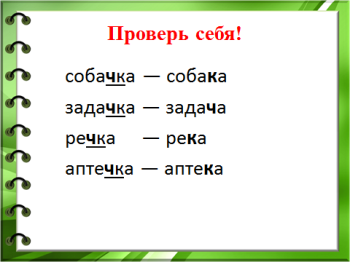 Проверь себя!
собачка — собака
задачка — задача
речка — река
аптечка — аптека